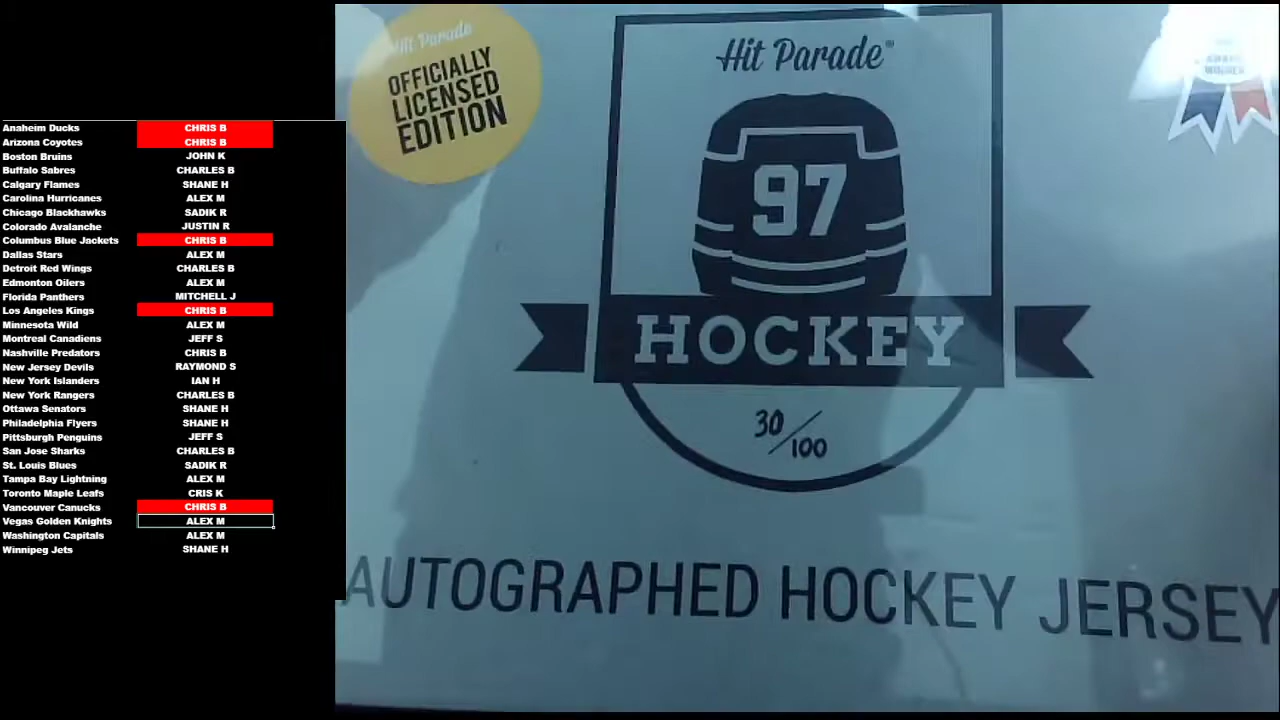 Anaheim Ducks CHRIS B
Arizona Coyotes CHRIS B
Boston Bruins JOHN K
Buffalo Sabres CHARLES B
Calgary Flames SHANE H
Carolina Hurricanes ALEX M
Chicago Blackhawks SADIK R
Colorado Avalanche JUSTIN R
Columbus Blue Jackets CHRIS B
Dallas Stars ALEX M
Detroit Red Wings CHARLES B
Edmonton Oilers ALEX M
Florida Panthers MITCHELL J
Los Angeles Kings CHRIS B
Minnesota Wild ALEX M
Montreal Canadiens JEFF S
Nashville Predators CHRIS B
New Jersey Devils RAYMOND S
New York Islanders IAN H
New York Rangers CHARLES B
Ottawa Senators SHANE H
Philadelphia Flyers SHANE H
Pittsburgh Penguins JEFF S
San Jose Sharks CHARLES B
St. Louis Blues SADIK R
Tampa Bay Lightning ALEX M
Toronto Maple Leafs CRIS K
Vancouver Canucks CHRIS B
Vegas Golden Knights ALEX M
Washington Capitals ALEX M
Winnipeg Jets SHANE H
Hit Parade
OFFICIALLY
LICENSED
EDITION
Hit Parade®
97
HOCKEY
30/100
AUTOGRAPHED HOCKEY JERSEY
WINNER